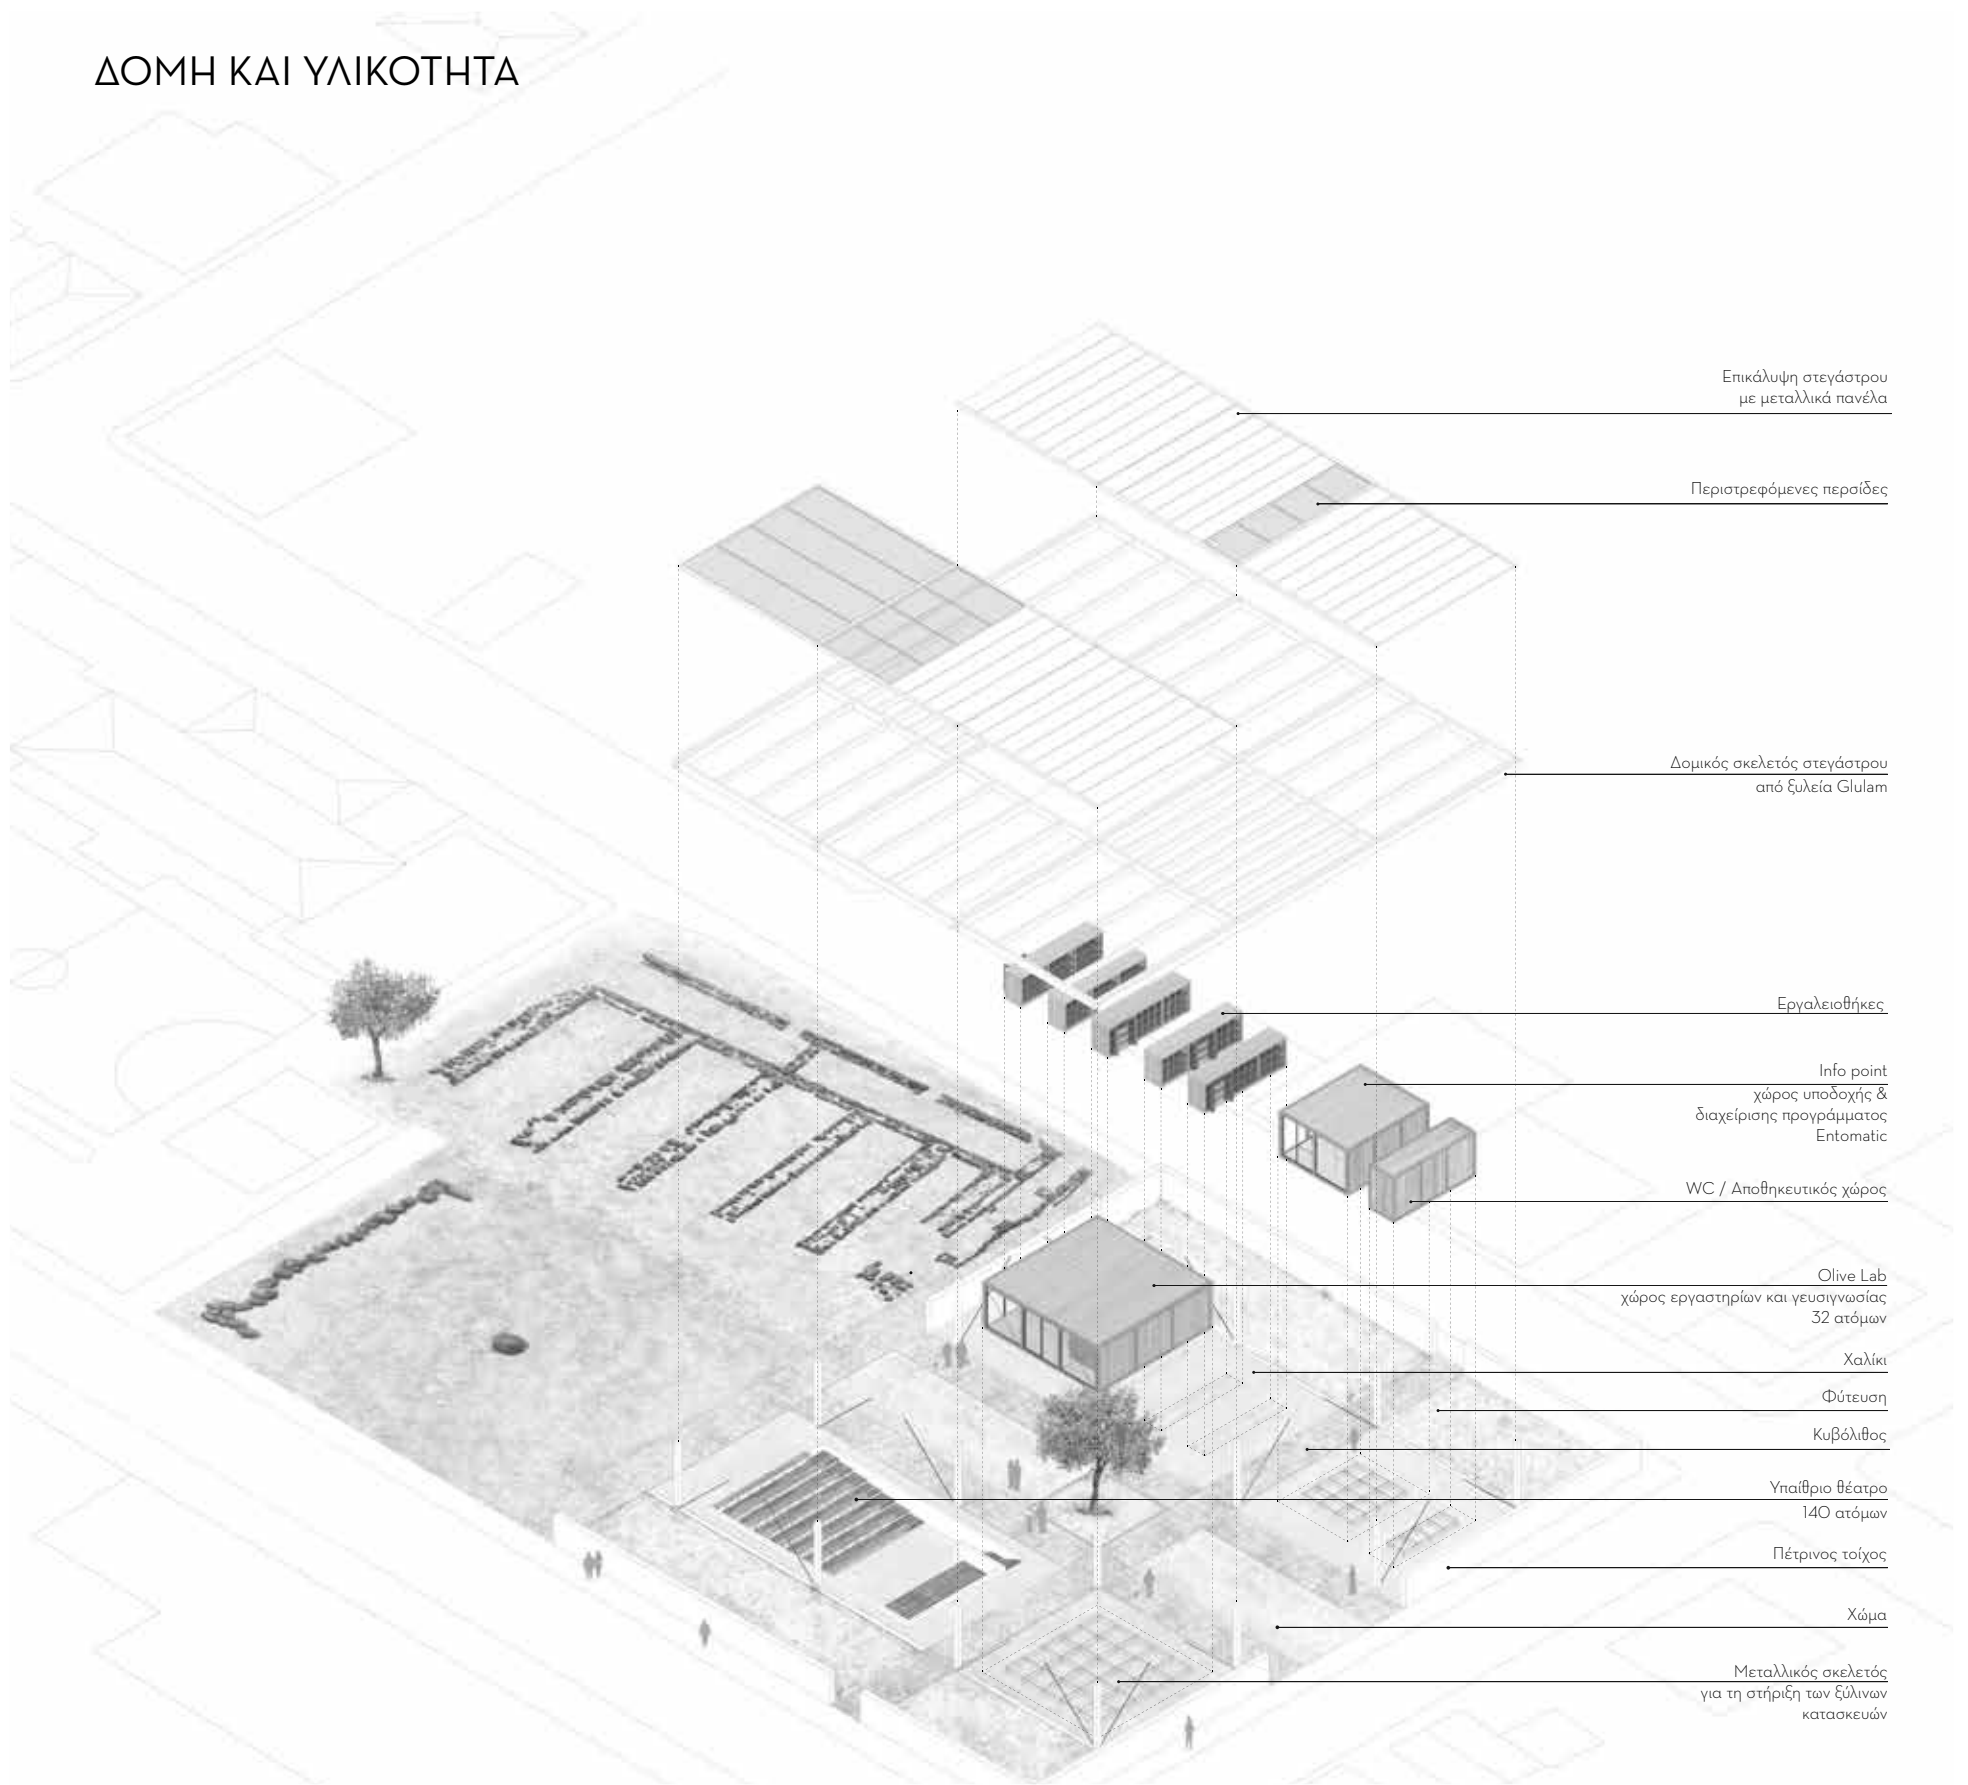 ΔΟΜΗ ΚΑΙ ΥΛΙΚΟΤΗΤΑ
Επικάλυψη στεγάστρου
με μεταλλικά πανέλα
Περιστρεφόμενες περσίδες
Δομικός σκελετός στεγάστρου
από ξυλεία Glulam
Εργαλειοθήκες
Info point
χώρος υποδοχής &
διαχείρισης προγράμματος
Entomatic
WC / Αποθηκευτικός χώρος
Olive Lab
χώρος εργαστηρίων και γευσιγνωσίας
32 ατόμων
Χαλίκι
Φύτευση
Κυβόλιθος
Υπαίθριο θέατρο
140 ατόμων
Πέτρινος τοίχος
Χώμα
Μεταλλικός σκελετός
για τη στήριξη των ξύλινων
κατασκευών